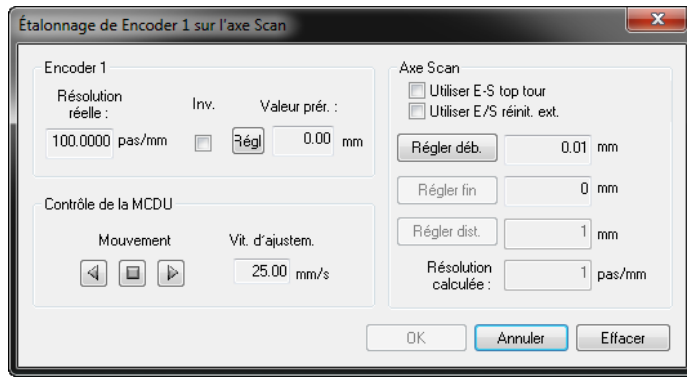 Étalonnage de Encoder 1 sur l'axe Scan
Encoder 1
Résolution
réelle :
Inv.
Valeur prér. :
100.0000 pas/mm
Régl
0.00 mm
Contrôle de la MCDU
Mouvement
Vit. d'ajustem.
25.00 mm/s
Axe Scan
Utiliser E-S top tour
Utiliser E/S réinit. ext.
Régler déb.
0.01 mm
Régler fin
0 mm
Régler dist.
1 mm
Résolution
calculée :
1 pas/mm
OK
Annuler
Effacer